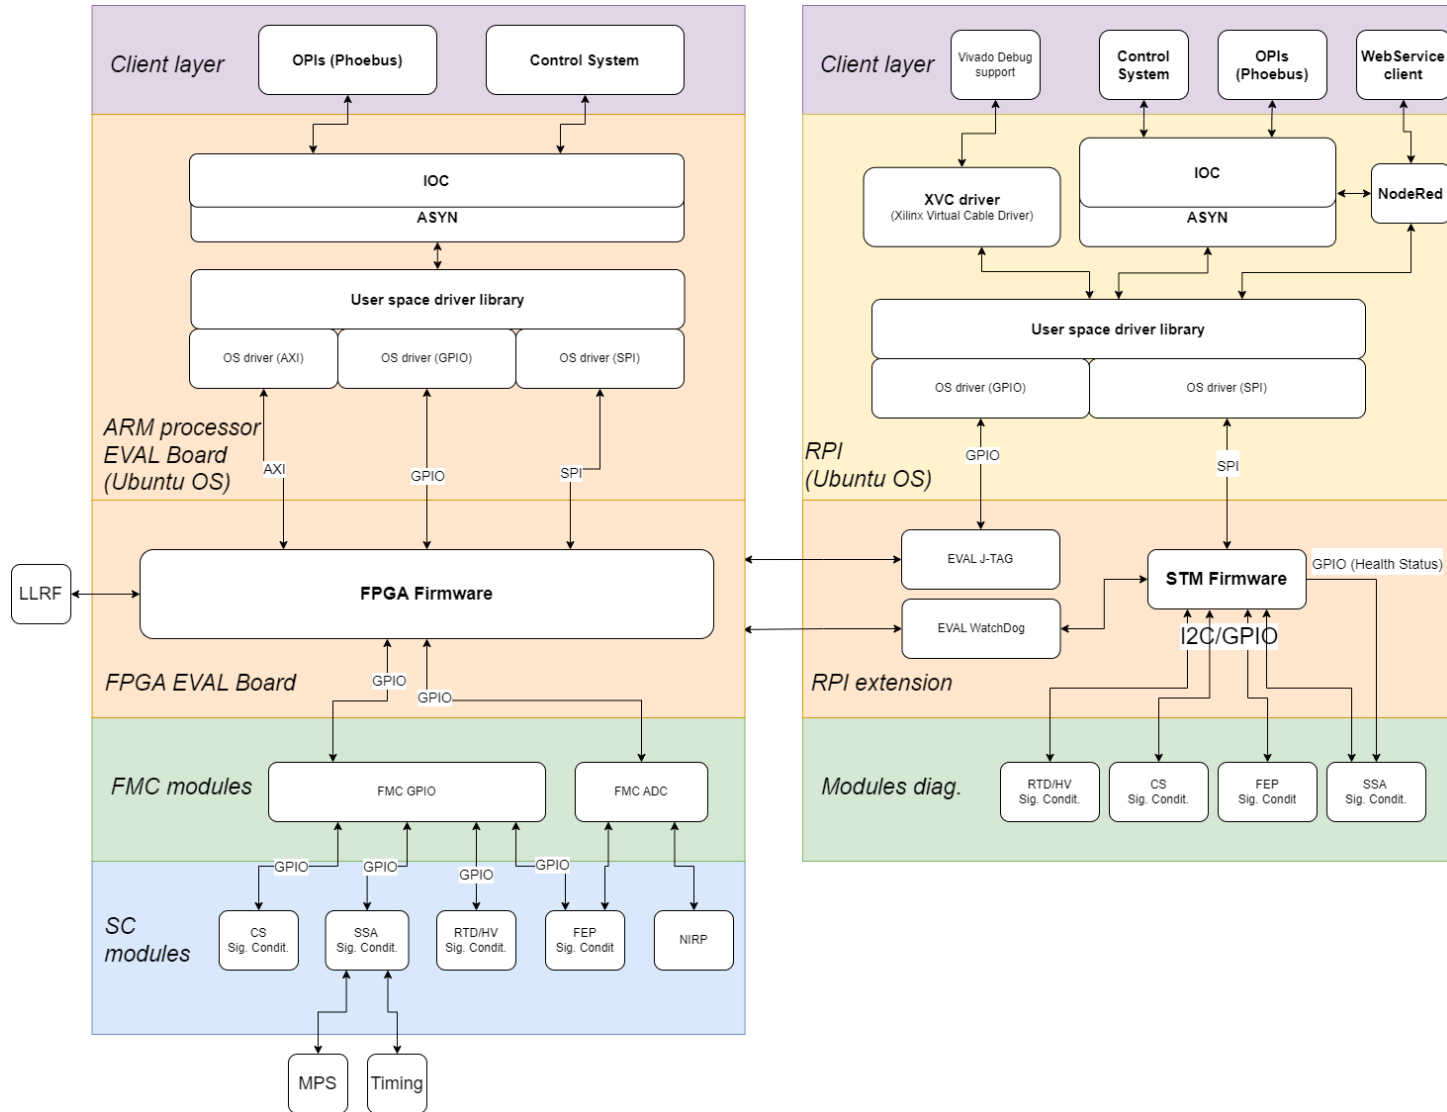 Client layer
OPIs (Phoebus)
Control System
IOC
ASYN
User space driver library
OS driver (AXI)
OS driver (GPIO)
OS driver (SPI)
ARM processor
EVAL Board
(Ubuntu OS)
AXI
GPIO
SPI
LLRF
FPGA Firmware
FPGA EVAL Board
GPIO
GPIO
FMC modules
FMC GPIO
FMC ADC
GPIO
GPIO
GPIO
GPIO
SC
modules
CS
Sig. Condit.
SSA
Sig. Condit.
RTD/HV
Sig. Condit.
FEP
Sig. Condit
NIRP
MPS
Timing
Client layer
Vivado Debug
support
Control
System
OPIs
(Phoebus)
WebService
client
XVC driver
(Xilinx Virtual Cable Driver)
IOC
ASYN
NodeRed
User space driver library
OS driver (GPIO)
OS driver (SPI)
RPI
(Ubuntu OS)
GPIO
SPI
EVAL J-TAG
EVAL WatchDog
STM Firmware
GPIO (Health Status)
I2C/GPIO
RPI extension
Modules diag.
RTD/HV
Sig. Condit.
CS
Sig. Condit.
FEP
Sig. Condit
SSA
Sig. Condit.